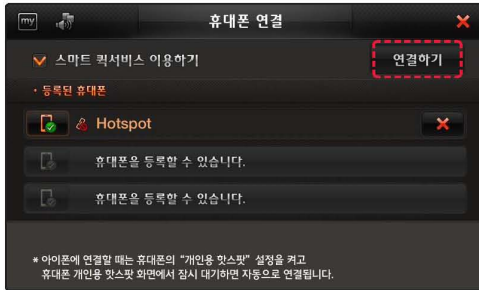 my
휴대폰 연결
스마트 퀵서비스 이용하기
연결하기
• 등록된 휴대폰
Hotspot
휴대폰을 등록할 수 있습니다.
휴대폰을 등록할 수 있습니다.
* 아이폰에 연결할 때는 휴대폰의 "개인용 핫스팟" 설정을 켜고
휴대폰 개인용 핫스팟 화면에서 잠시 대기하면 자동으로 연결됩니다.